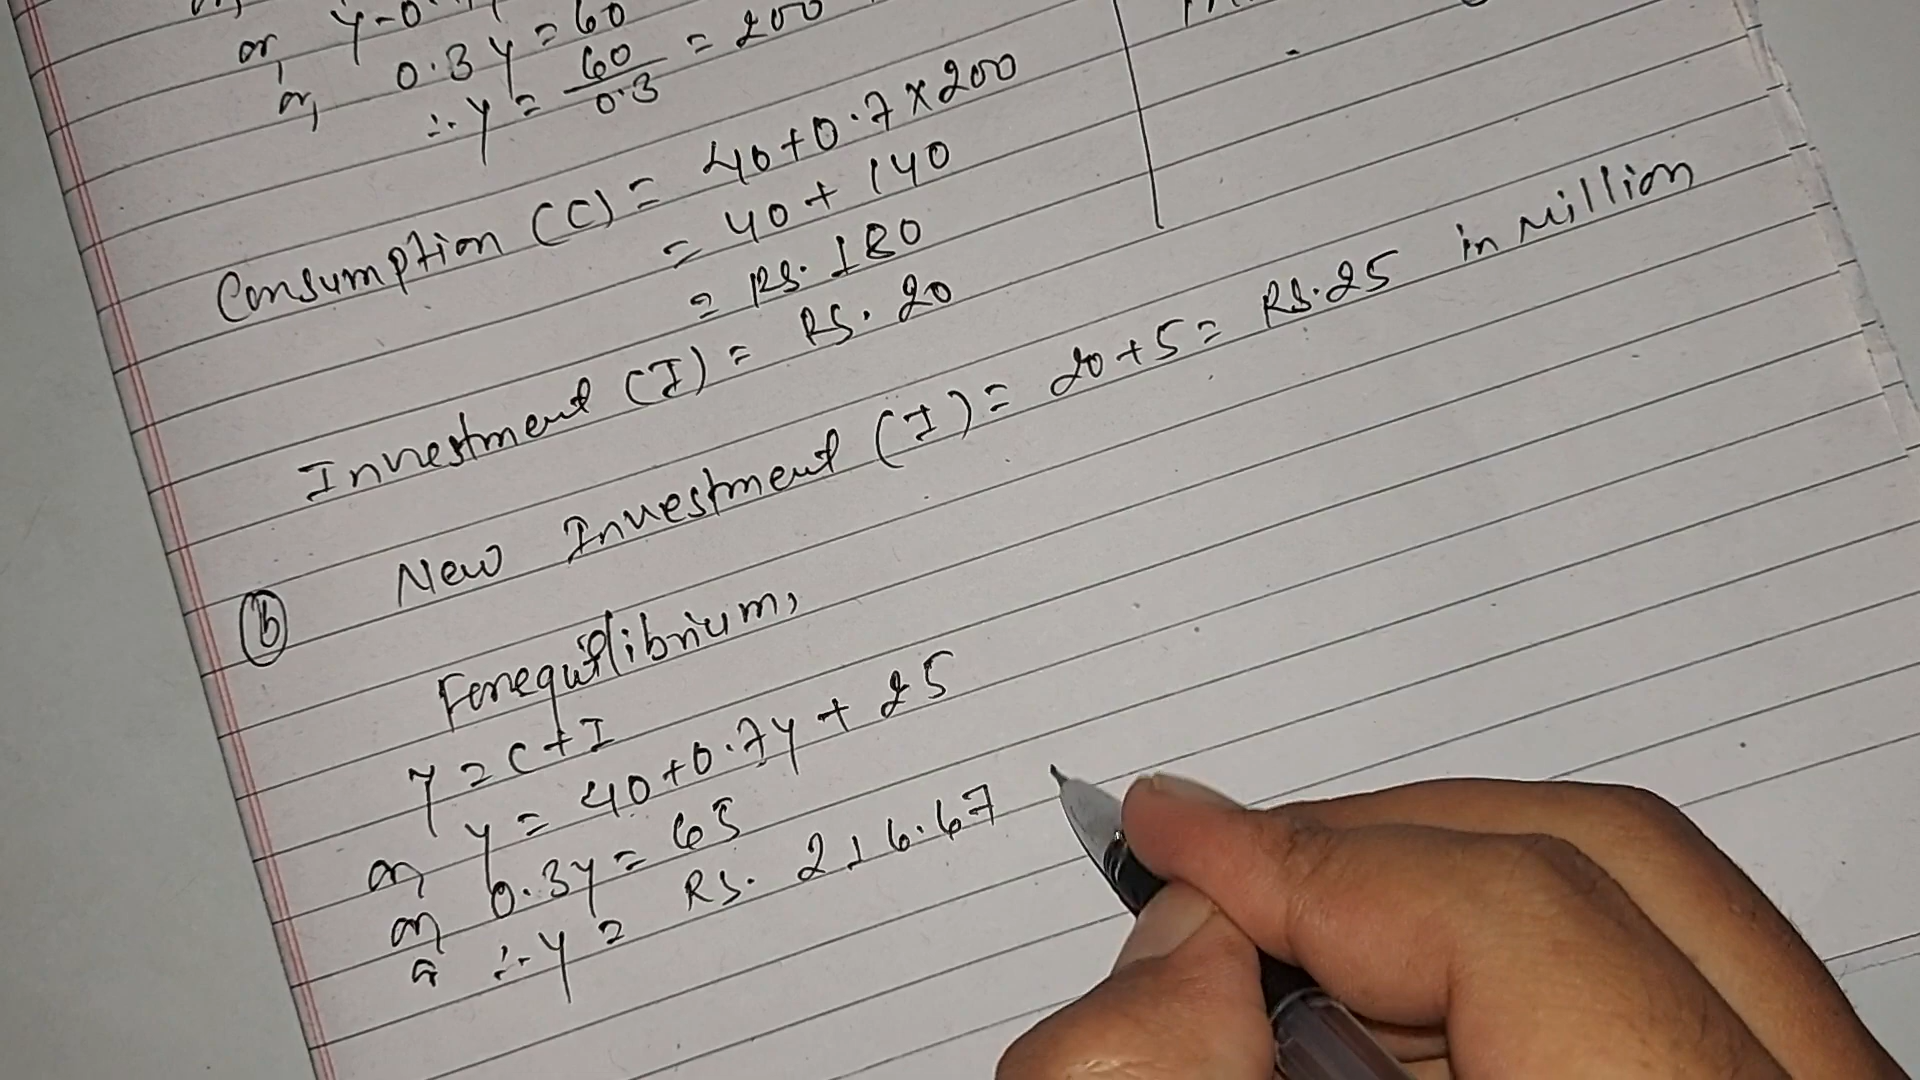 or, Y-0.
or, 0.3Y = 60
∴ Y = 60/0.3 = 200
Consumption (C) = 40+0.7×200
= 40 + 140
= RS. 180
Investment (I) = RS. 20
(b) New Investment (I) = 20+5 = RS. 25 in Million
For equilibrium,
Y = C+I
or, Y = 40+0.7Y + 25
or, 0.3Y = 65
∴ Y = RS. 216.67